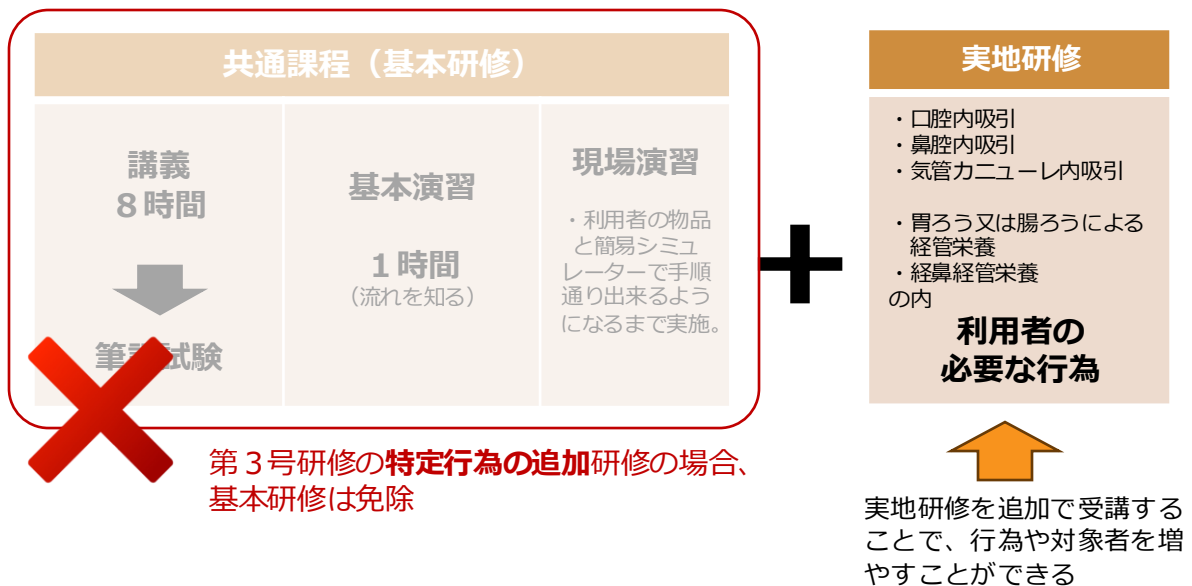 共通課程（基本研修）
講義
８時間
筆 試験
基本演習
１時間
（流れを知る）
現場演習
・利用者の物品
と簡易シミュ
レーターで手順
通り出来るよう
になるまで実施。
実地研修
・口腔内吸引
・鼻腔内吸引
・気管カニューレ内吸引
・胃ろう又は腸ろうによる
経管栄養
・経鼻経管栄養
の内
利用者の
必要な行為
第３号研修の特定行為の追加研修の場合、
基本研修は免除
実地研修を追加で受講する
ことで、行為や対象者を増
やすことができる